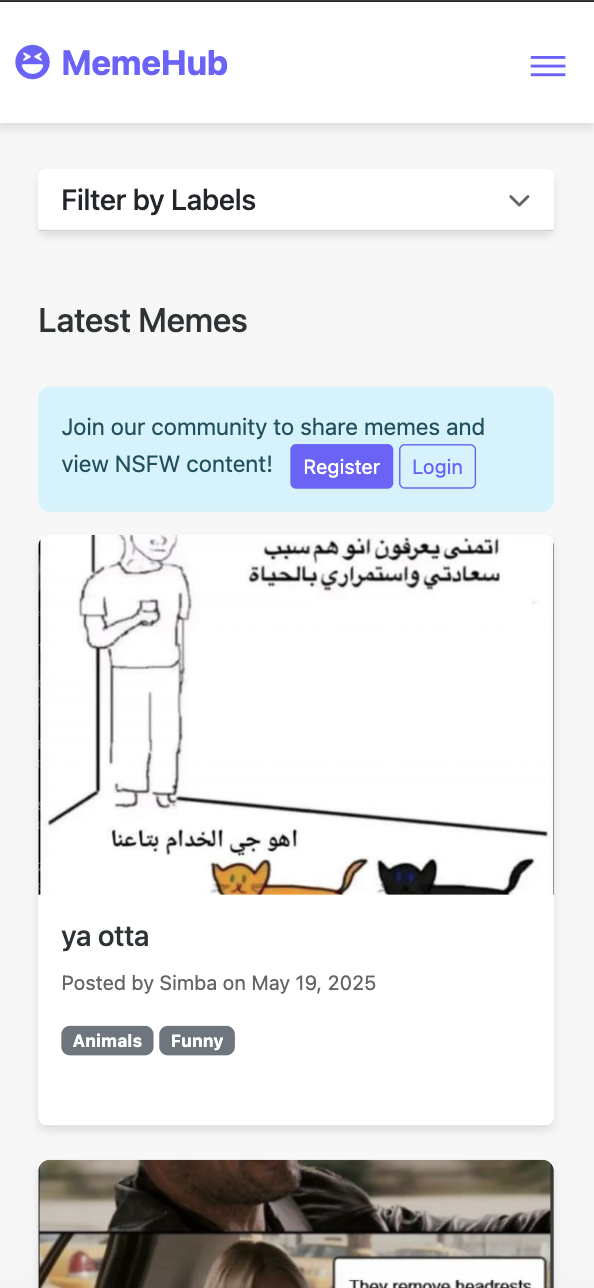 MemeHub
Filter by Labels
Latest Memes
Join our community to share memes and
view NSFW content! Register Login
اتمنى يعرفون انو هم سبب
سعادتي واستمراري بالحياة
اهو جي الخدام بتاعنا
ya otta
Posted by Simba on May 19, 2025
Animals Funny
They remove headrests